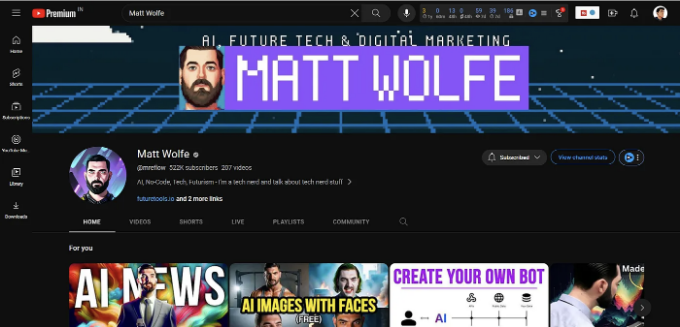 Premium
Matt Wolfe
Home
Shorts
Subscriptions
Library
Downloads
AI, FUTURE TECH & DIGITAL MARKETING
MATT WOLFE
Matt Wolfe
@mreflow 522K subscribers 207 videos
AI, No-Code, Tech, Futurism - I'm a tech nerd and talk about tech nerd stuff
futuretools.io and 2 more links
Subscribed
View channel stats
HOME VIDEOS SHORTS LIVE PLAYLISTS COMMUNITY
For you
AI NEWS
AI IMAGES WITH FACES
(FREE)
CREATE YOUR OWN BOT
AI
Made